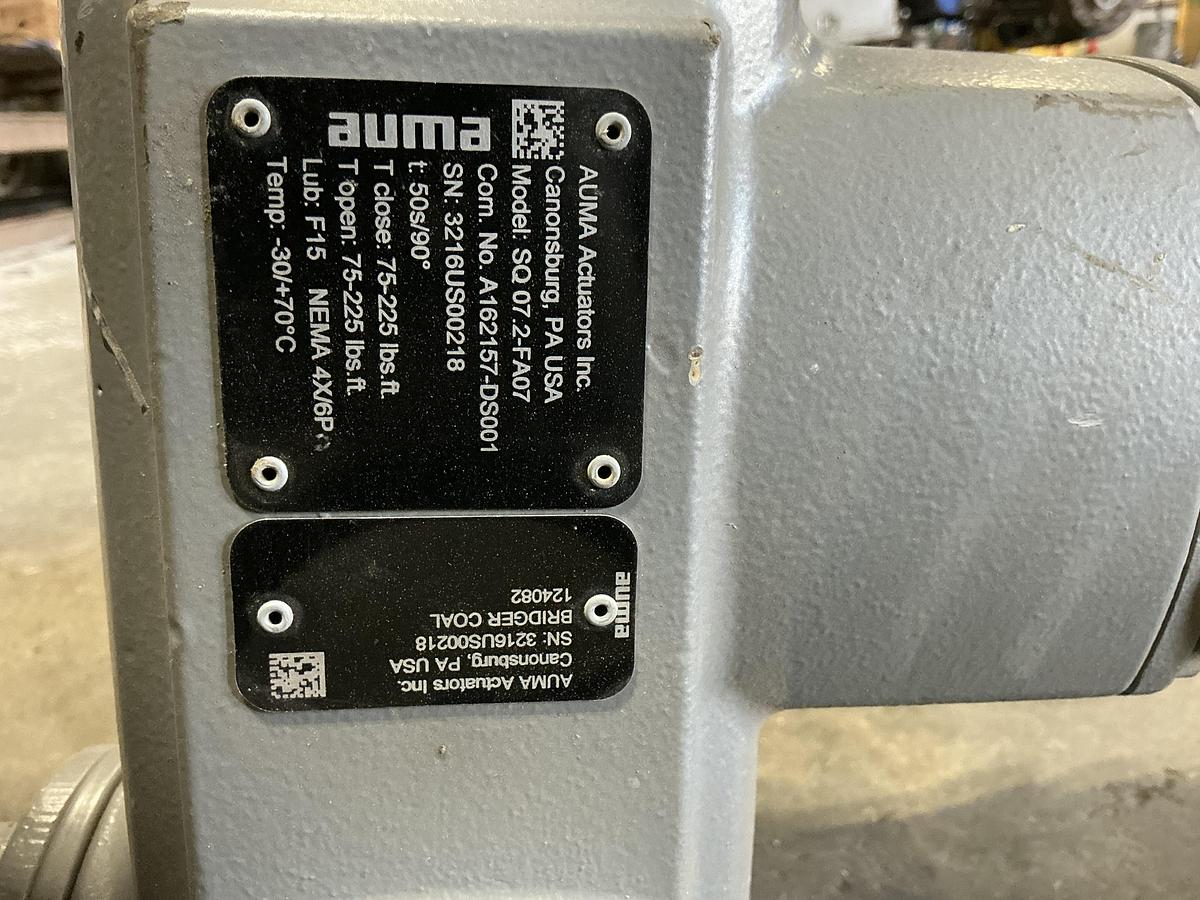 auma
AUMA Actuators Inc.
Canonsburg, PA USA
Model: SQ 07.2-FA07
Com. No. A162157-DS001
SN: 3216US00218
t: 50s/90°
T close: 75-225 lbs.ft
T open: 75-225 lbs.ft
Lub: F15 NEMA 4X/6P
Temp: -30/+70°C
auma
AUMA Actuators Inc.
Canonsburg, PA USA
SN: 3216US00218
BRIDGER COAL
124082